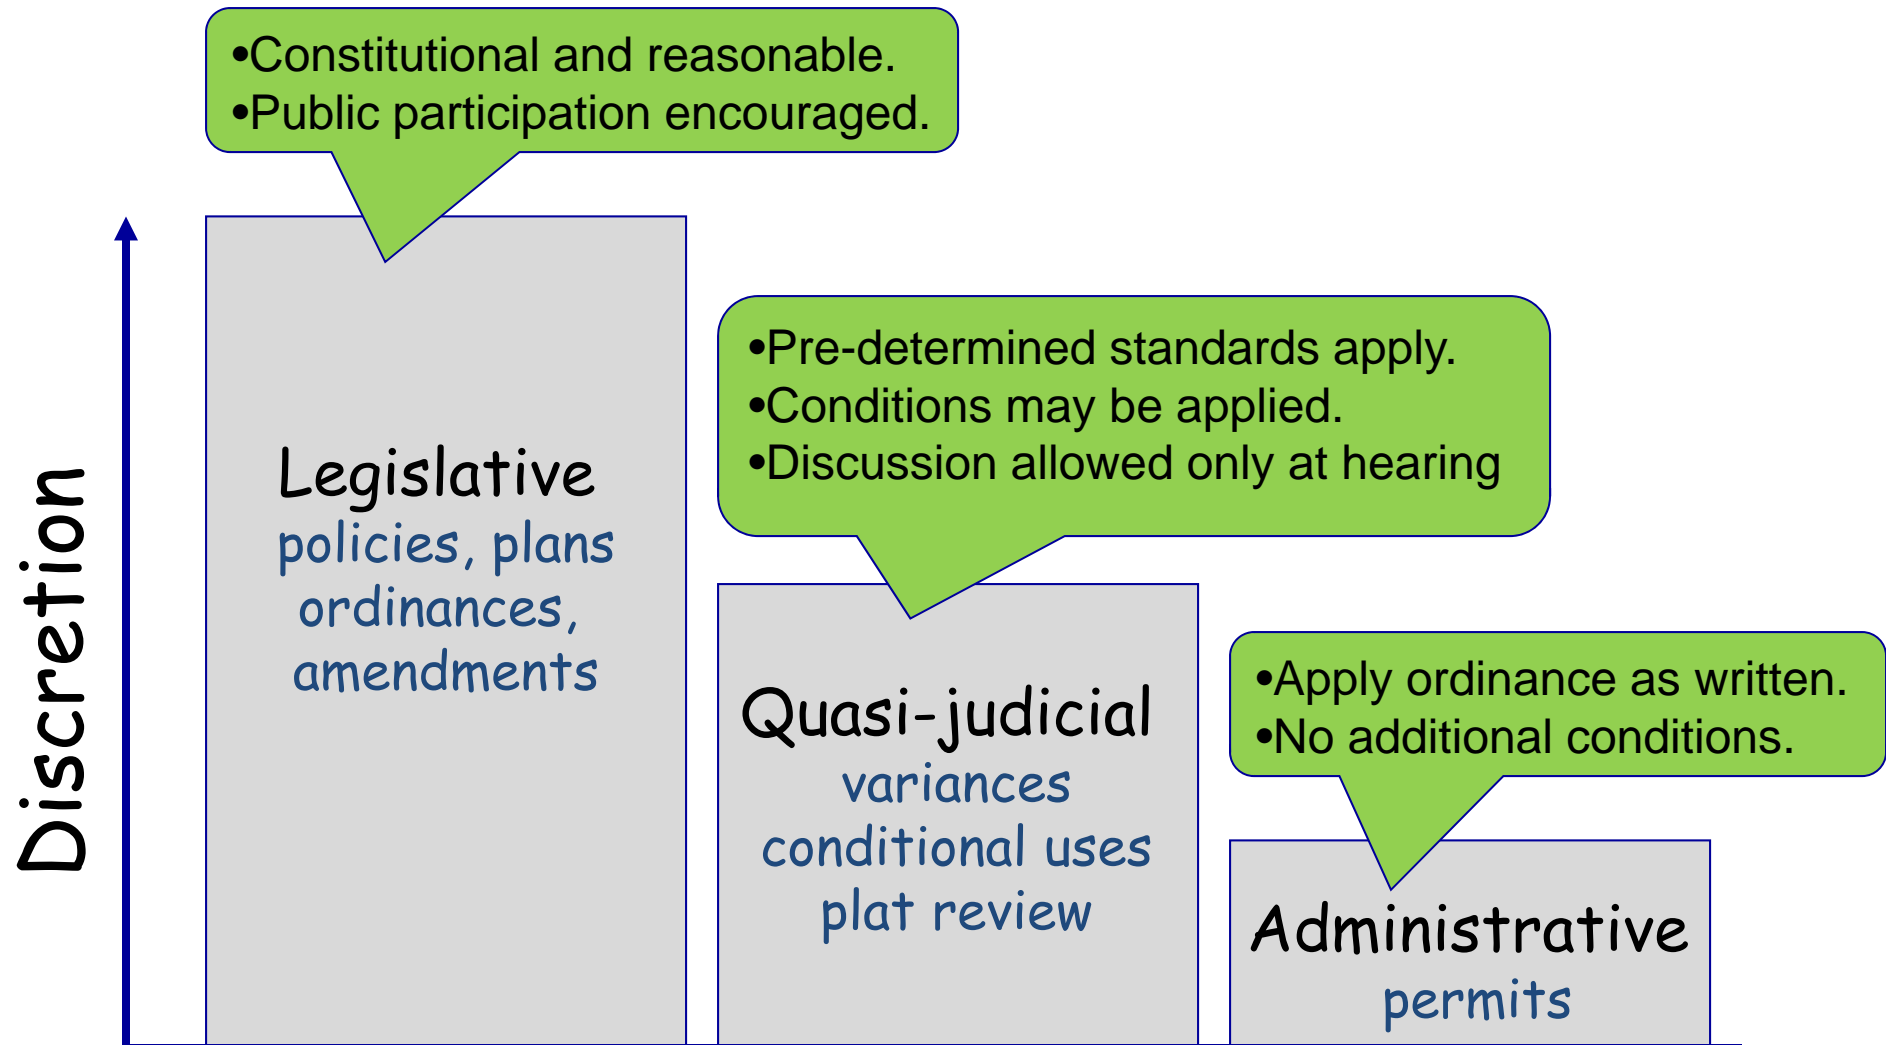 •Constitutional and reasonable.
•Public participation encouraged.
Discretion
Legislative
policies, plans
ordinances,
amendments
•Pre-determined standards apply.
•Conditions may be applied.
•Discussion allowed only at hearing
Quasi-judicial
variances
conditional uses
plat review
•Apply ordinance as written.
•No additional conditions.
Administrative
permits